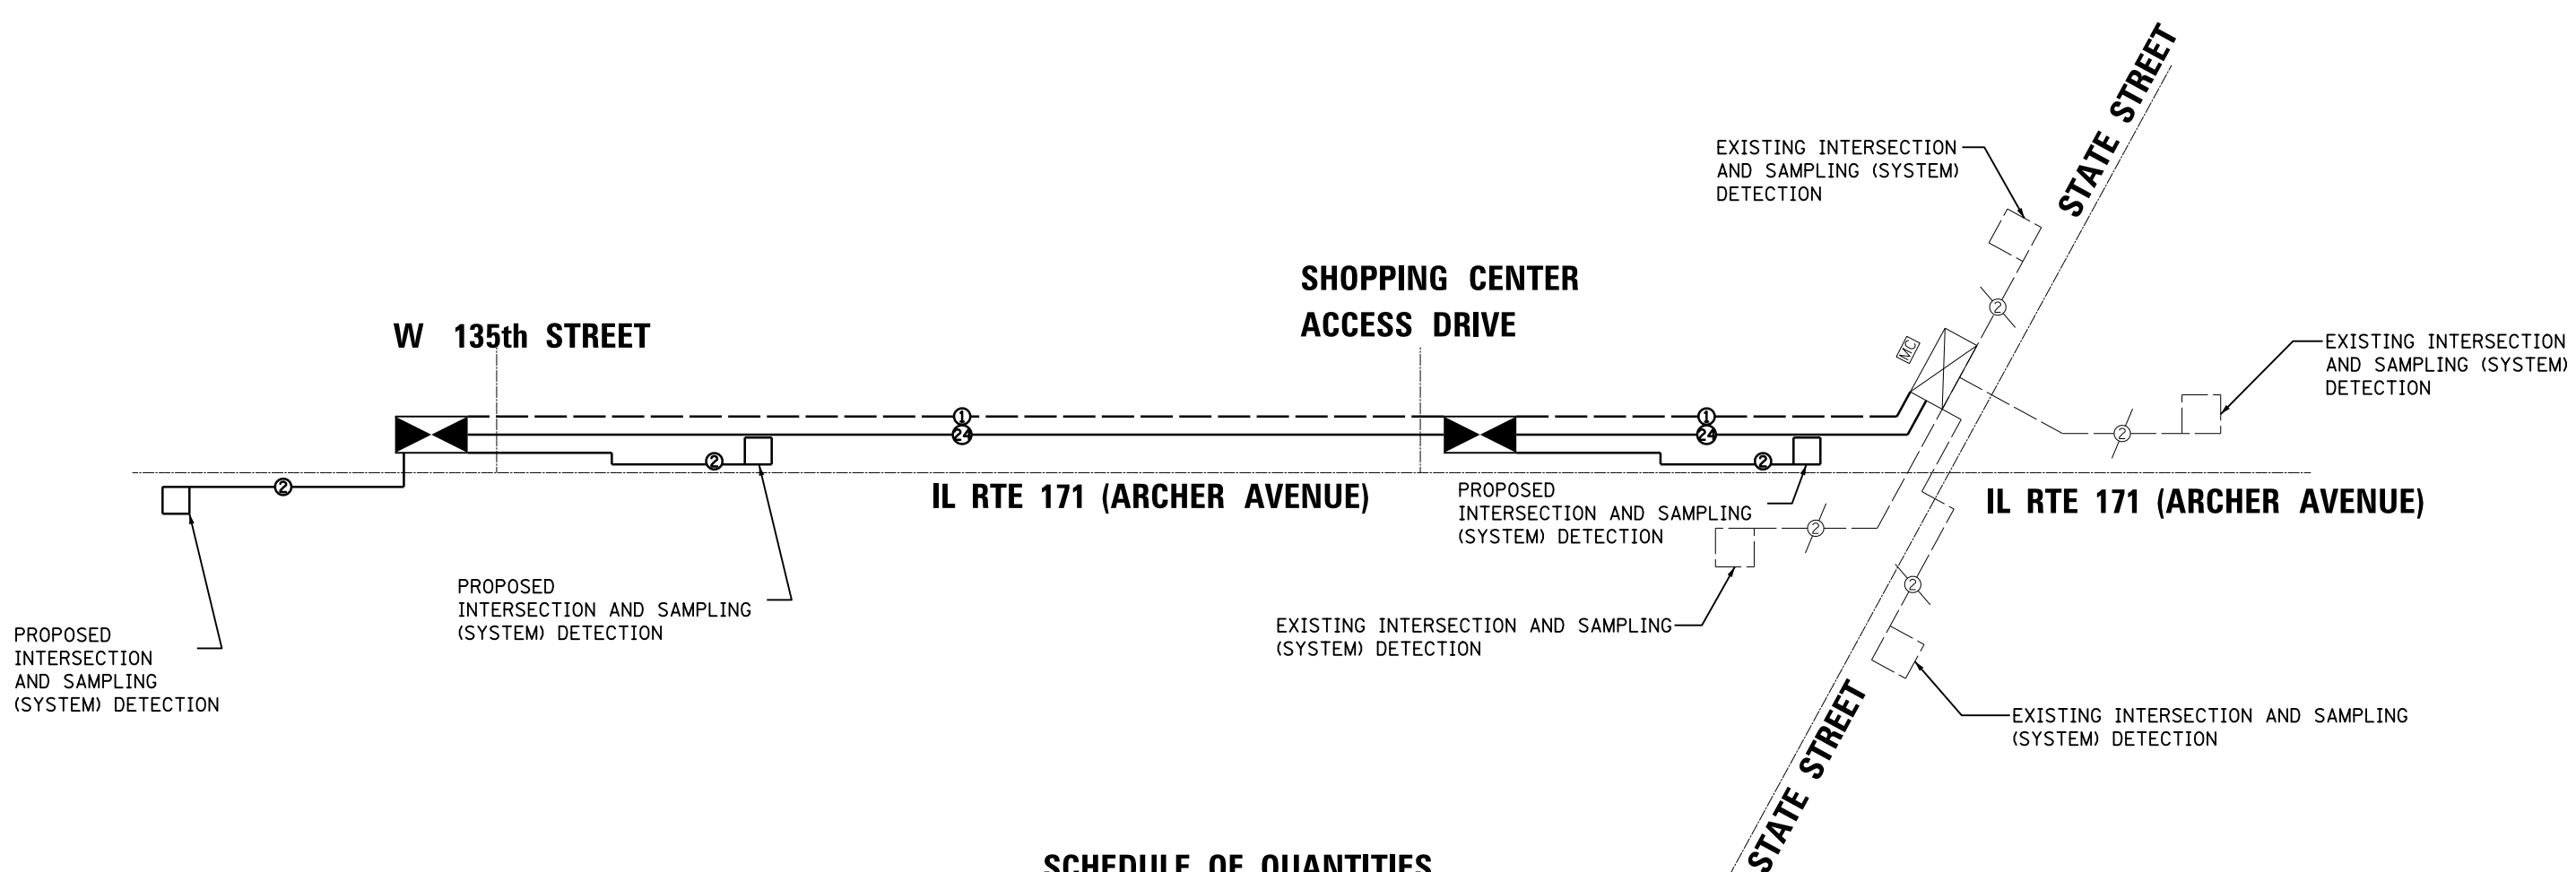 STATE STREET
EXISTING INTERSECTION
AND SAMPLING (SYSTEM)
DETECTION
SHOPPING CENTER
ACCESS DRIVE
W 135th STREET
2
MC
EXISTING INTERSECTION
AND SAMPLING (SYSTEM)
DETECTION
1
1
24
24
2
2
2
2
IL RTE 171 (ARCHER AVENUE)
PROPOSED
INTERSECTION AND SAMPLING
(SYSTEM) DETECTION
IL RTE 171 (ARCHER AVENUE)
2
2
PROPOSED
INTERSECTION AND SAMPLING
(SYSTEM) DETECTION
EXISTING INTERSECTION AND SAMPLING
(SYSTEM) DETECTION
PROPOSED
INTERSECTION
AND SAMPLING
(SYSTEM) DETECTION
EXISTING INTERSECTION AND SAMPLING
(SYSTEM) DETECTION
STATE STREET
SCHEDULE OF QUANTITIES